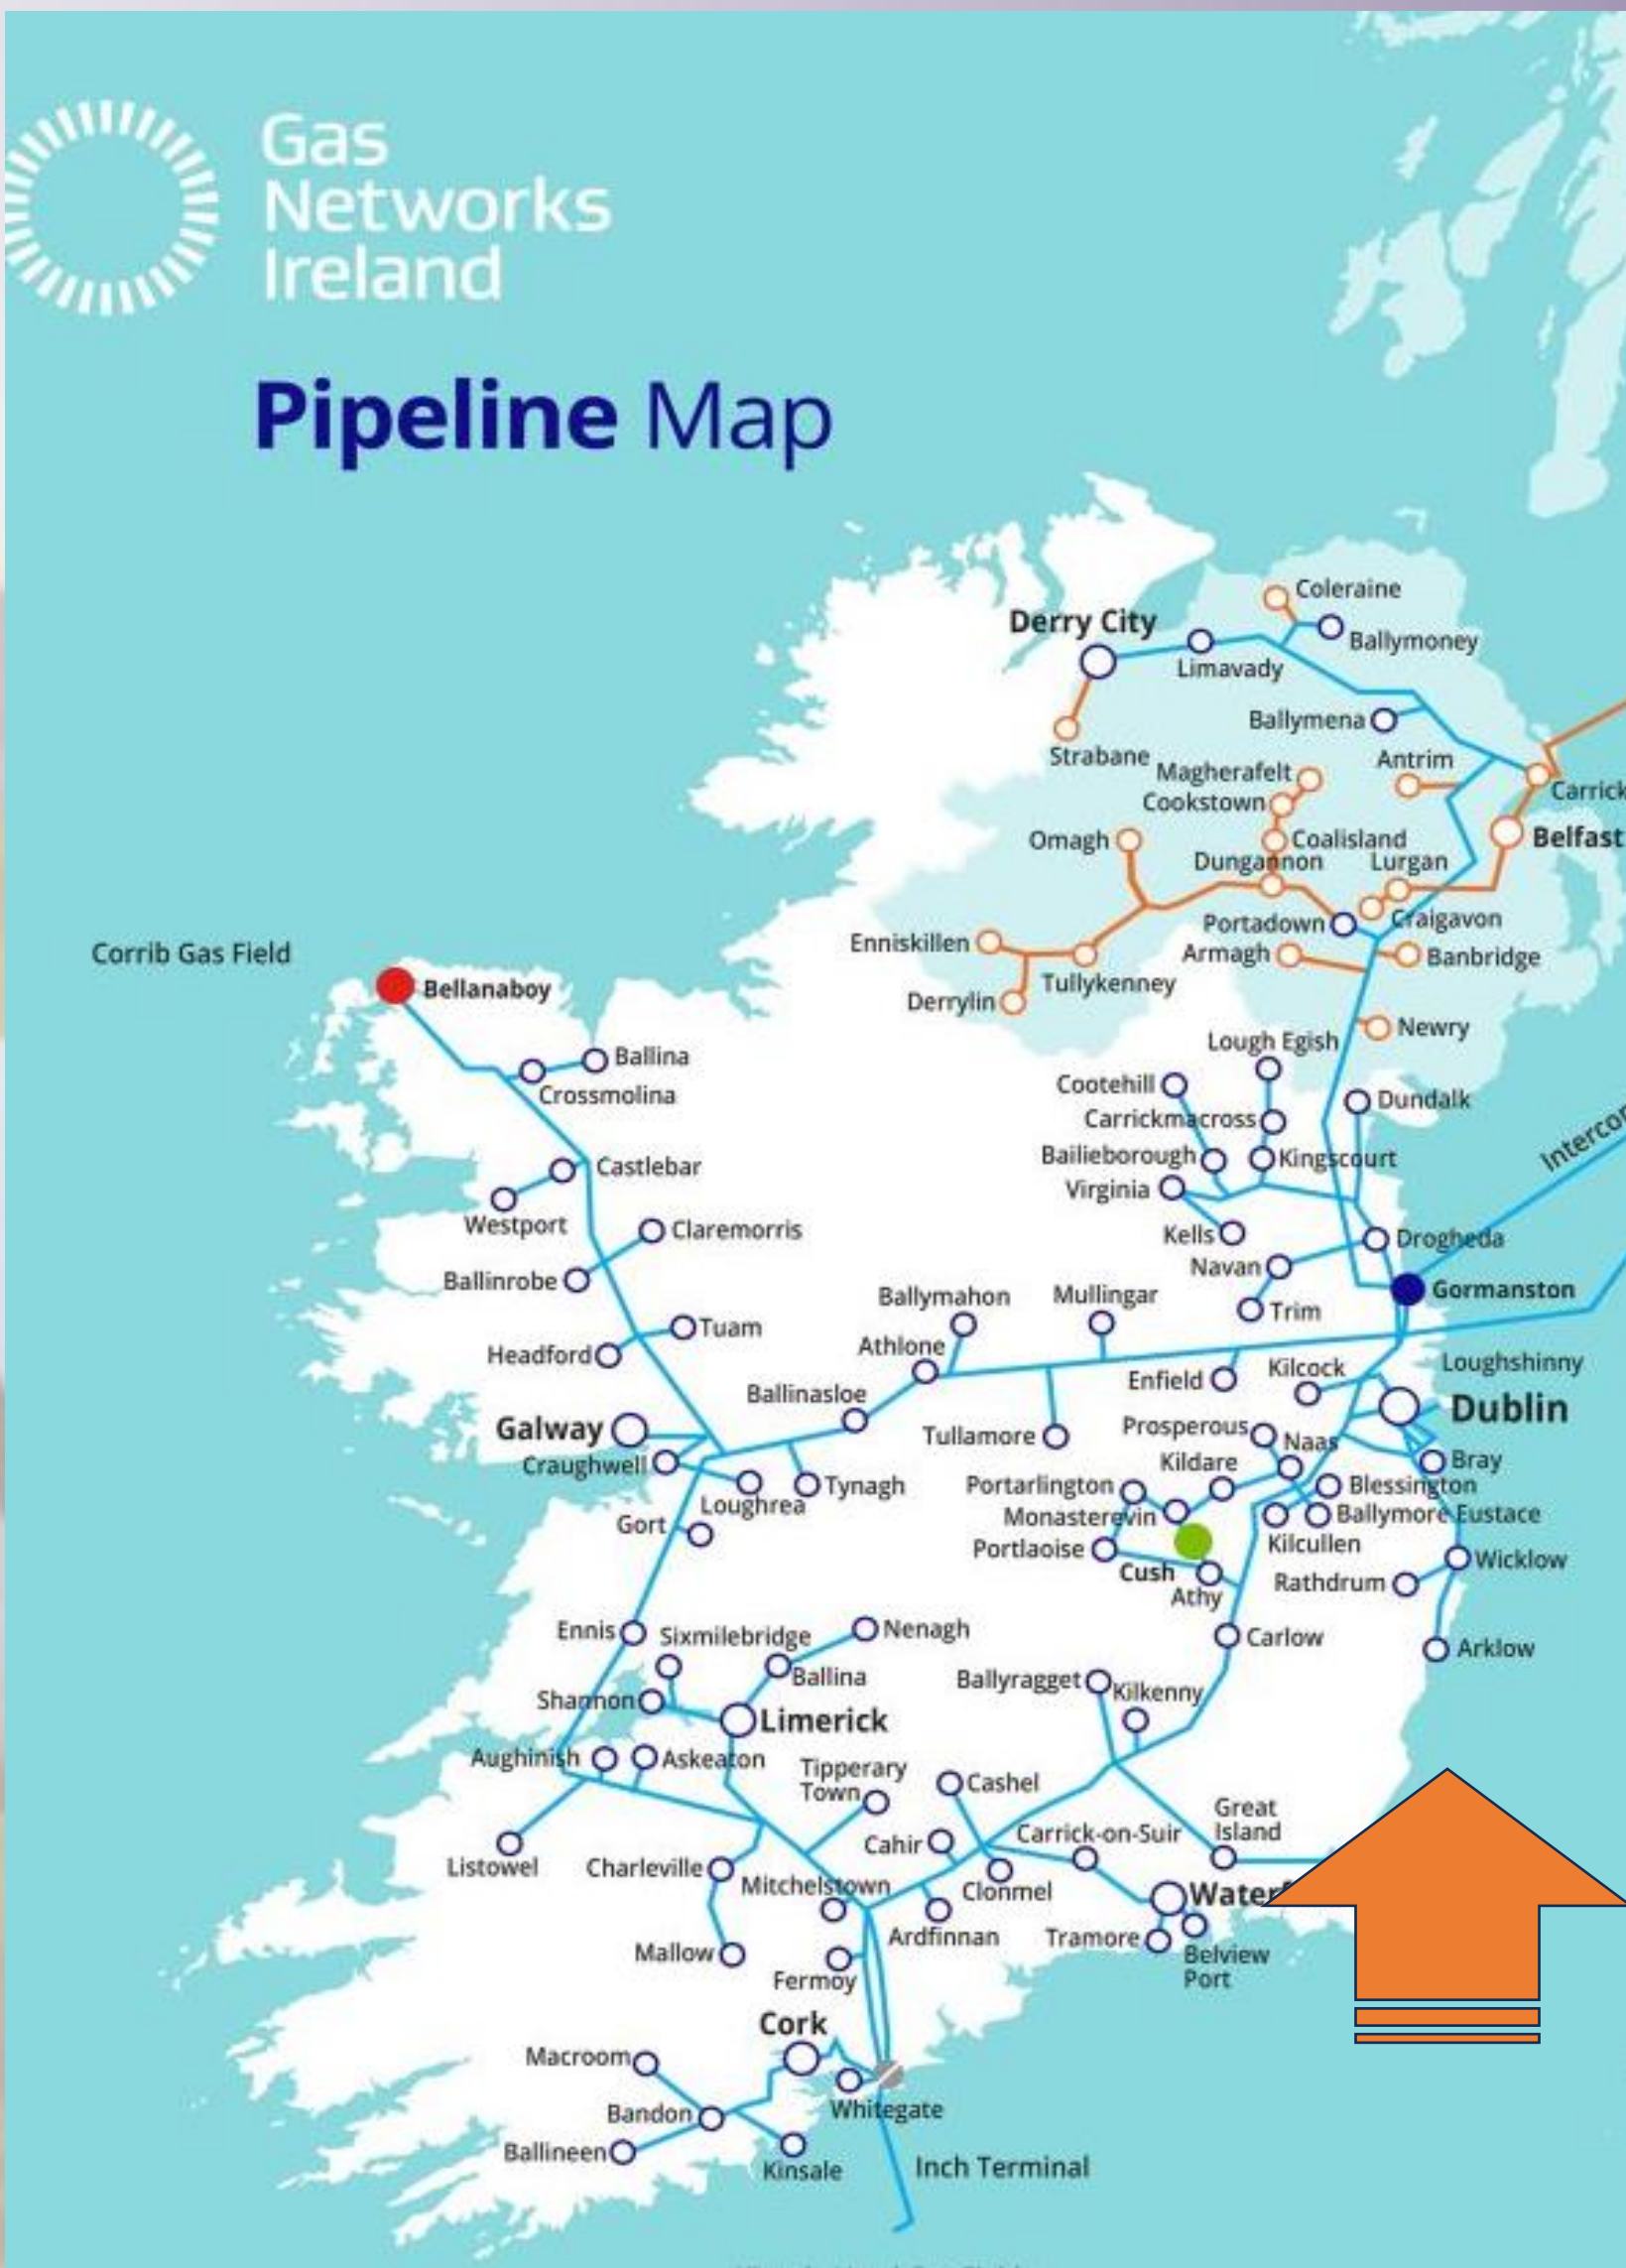 Gas
Networks
Ireland
Pipeline Map
Coleraine
Derry City
Ballymoney
Limavady
Ballymena
Strabane
Antrim
Magherafelt
Carrick
Cookstown
Omagh
Coalisland
Belfast
Dungannon
Lurgan
Portadown
Craigavon
Enniskillen
Armagh
Banbridge
Corrib Gas Field
Tullykenney
Bellanaboy
Derrylin
Newry
Lough Egish
Ballina
Cootehill
Crossmolina
Dundalk
Carrickmacross
Intercon
Bailieborough
Kingscourt
Castlebar
Virginia
Westport
Claremorris
Kells
Drogheda
Navan
Ballinrobe
Gormanston
Ballymahon
Mullingar
Trim
Tuam
Athlone
Headford
Loughshinny
Kilcock
Enfield
Ballinasloe
Dublin
Galway
Prosperous
Tullamore
Naas
Craughwell
Kildare
Bray
Portarlington
Blessington
Tynagh
Loughrea
Monasterevin
Ballymore Eustace
Gort
Kilcullen
Portlaoise
Wicklow
Cush
Rathdrum
Athy
Ennis
Sixmilebridge
Nenagh
Carlow
Arklow
Ballina
Ballyragget
Kilkenny
Shannon
Limerick
Aughinish
Askeaton
Tipperary
Town
Cashel
Great
Island
Carrick-on-Suir
Cahir
Listowel
Charleville
Mitchelstown
Clonmel
Waterf
Ardfinnan
Tramore
Mallow
Belview
Port
Fermoy
Cork
Macroom
Whitegate
Bandon
Ballineen
Kinsale
Inch Terminal